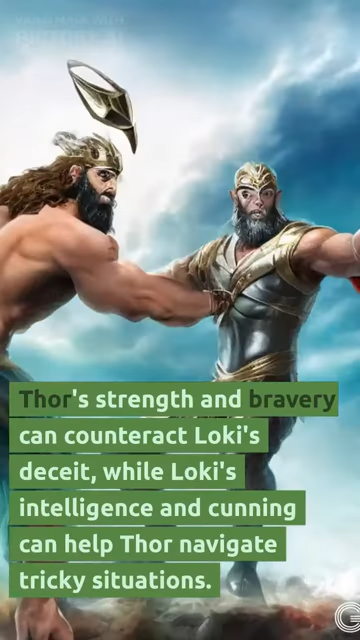 Thor's strength and bravery
can counteract Loki's
deceit, while Loki's
intelligence and cunning
can help Thor navigate
tricky situations.